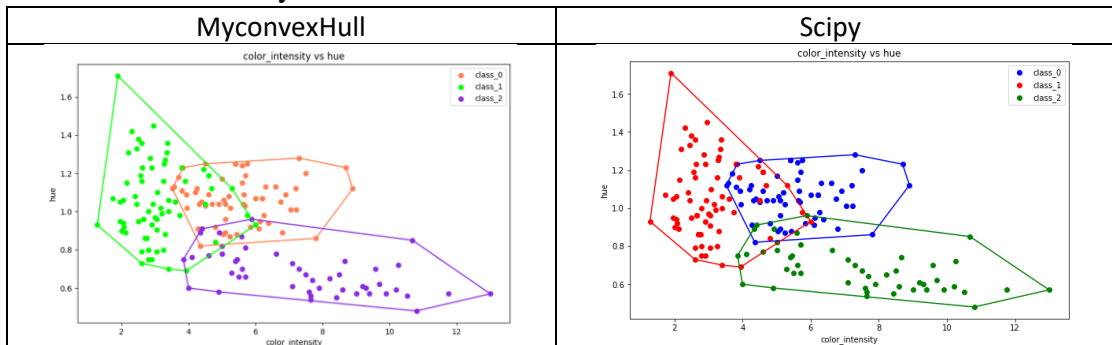 MyconvexHull
Scipy
color_intensity vs hue
class_0
class_1
class_2
hue
1.6
1.4
1.2
1.0
0.8
0.6
2 4 6 8 10 12
color_intensity
color_intensity vs hue
class_0
class_1
class_2
hue
1.6
1.4
1.2
1.0
0.8
0.6
2 4 6 8 10 12
color_intensity